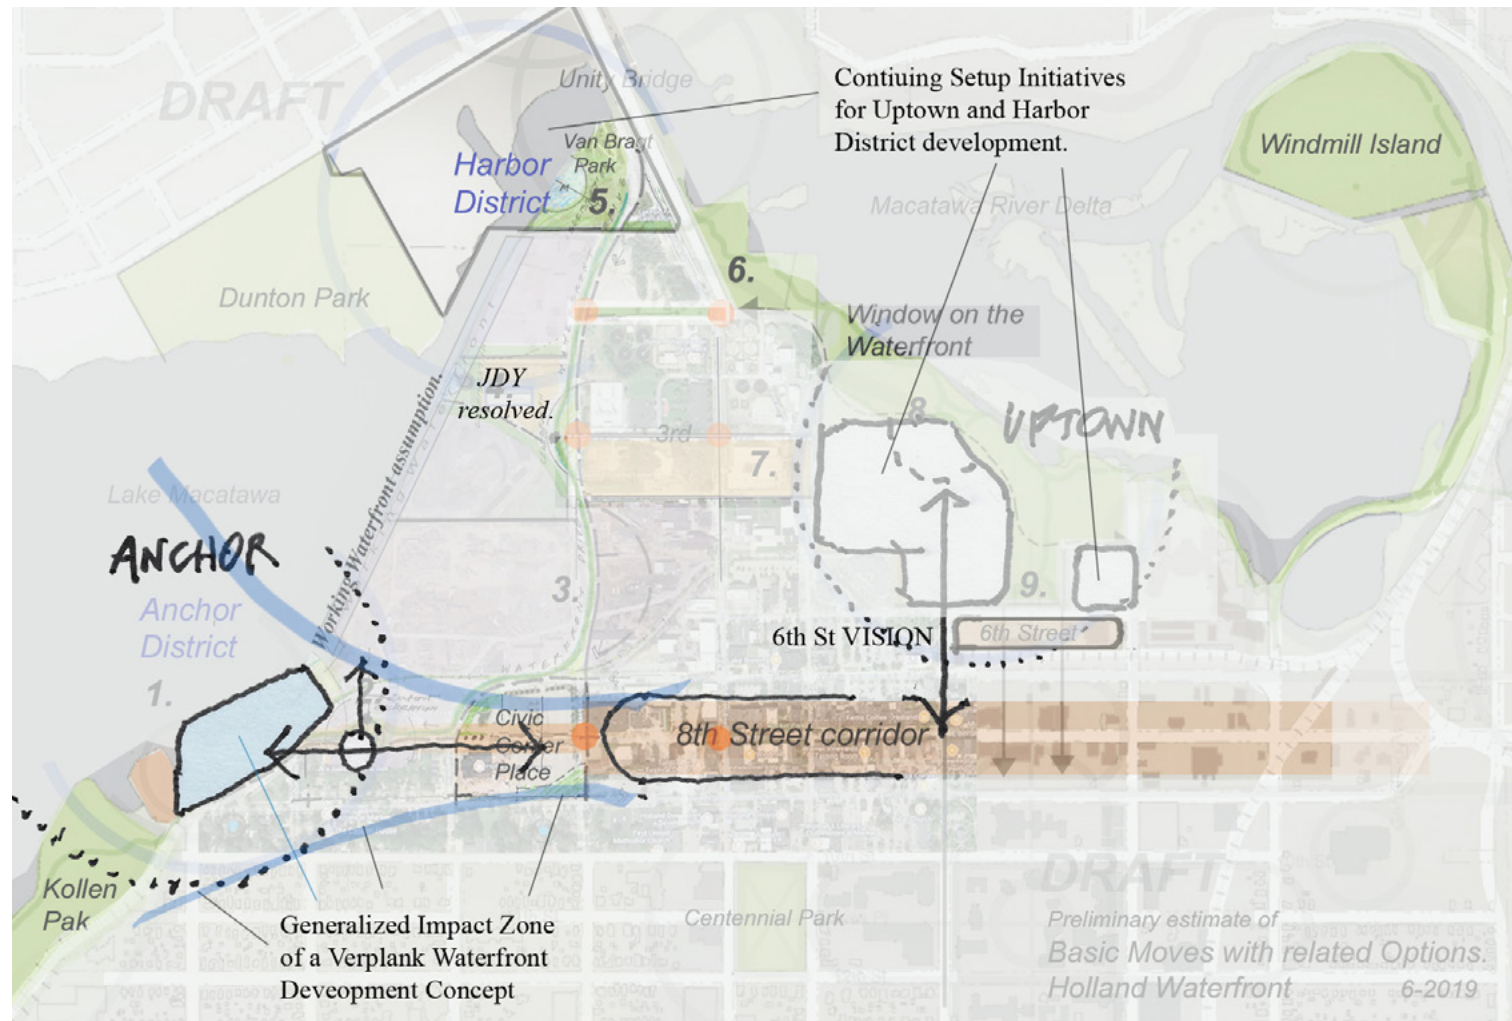 DRAFT
Unity Bridge
Contiuing Setup Initiatives
for Uptown and Harbor
District development.
Van Bragt
Park
Harbor
District
5.
Windmill Island
Macatawa River Delta
6.
Dunton Park
Window on the
Waterfront
JDY
resolved.
Working Waterfront assumption.
8.
UPTOWN
3rd
7.
Lake Macatawa
ANCHOR
Anchor
District
3.
9.
6th St VISION
6th Street
1.
2.
Civic
Center
Place
8th Street corridor
Kollen
Pak
Generalized Impact Zone
of a Verplank Waterfront
Deveopment Concept
Centennial Park
DRAFT
Preliminary estimate of
Basic Moves with related Options.
Holland Waterfront 6-2019